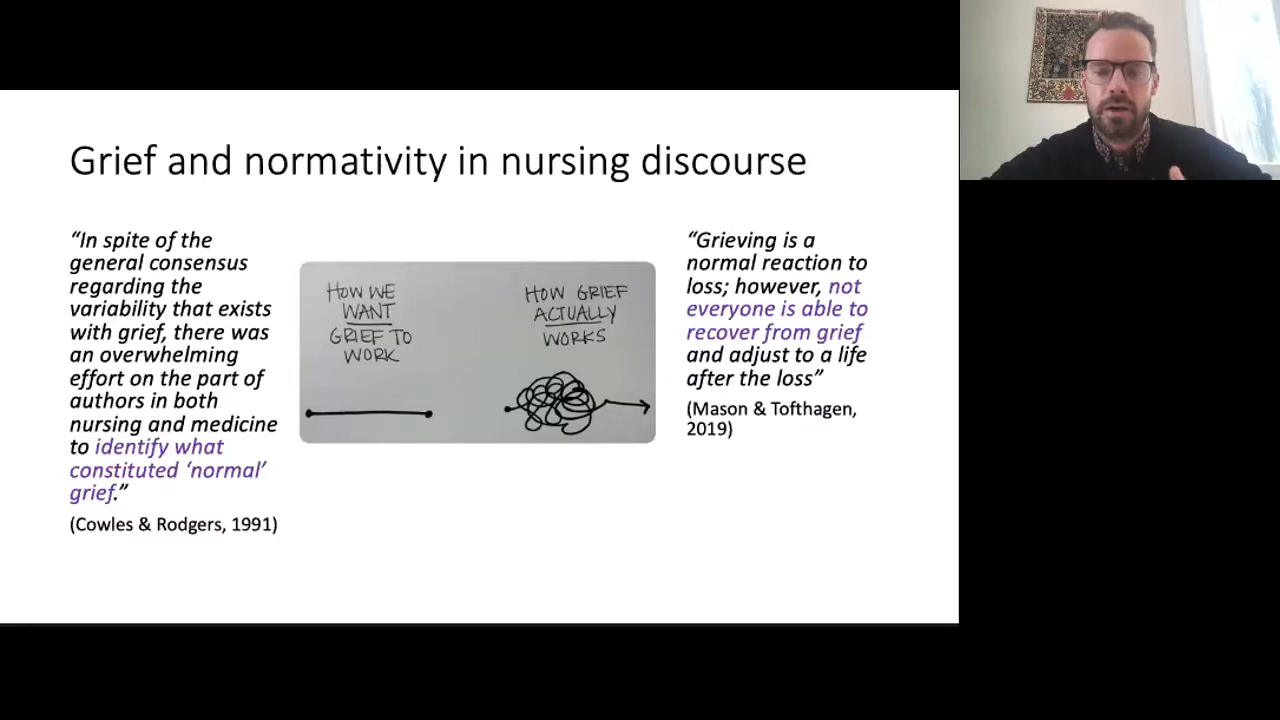 Grief and normativity in nursing discourse
“In spite of the
general consensus
regarding the
variability that exists
with grief, there was
an overwhelming
effort on the part of
authors in both
nursing and medicine
to identify what
constituted ‘normal’
grief.”
(Cowles & Rodgers, 1991)
HOW WE
WANT
GRIEF TO
WORK
HOW GRIEF
ACTUALLY
WORKS
“Grieving is a
normal reaction to
loss; however, not
everyone is able to
recover from grief
and adjust to a life
after the loss”
(Mason & Tofthagen,
2019)